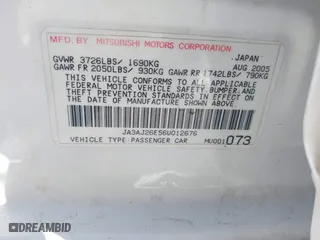 MFD. BY MITSUBISHI MOTORS CORPORATION JAPAN
GVWR 3726LBS/ 1690KG AUG 2005
GAWR FR 2050LBS/ 930KG GAWR RR 1742LBS/ 790KG
THIS VEHICLE CONFORMS TO ALL APPLICABLE
FEDERAL MOTOR VEHICLE SAFETY, BUMPER, AND
THEFT PREVENTION STANDARDS IN EFFECT ON
THE DATE OF MANUFACTURE SHOWN ABOVE.
JA3AJ26E56U012676
VEHICLE TYPE PASSENGER CAR MU001073